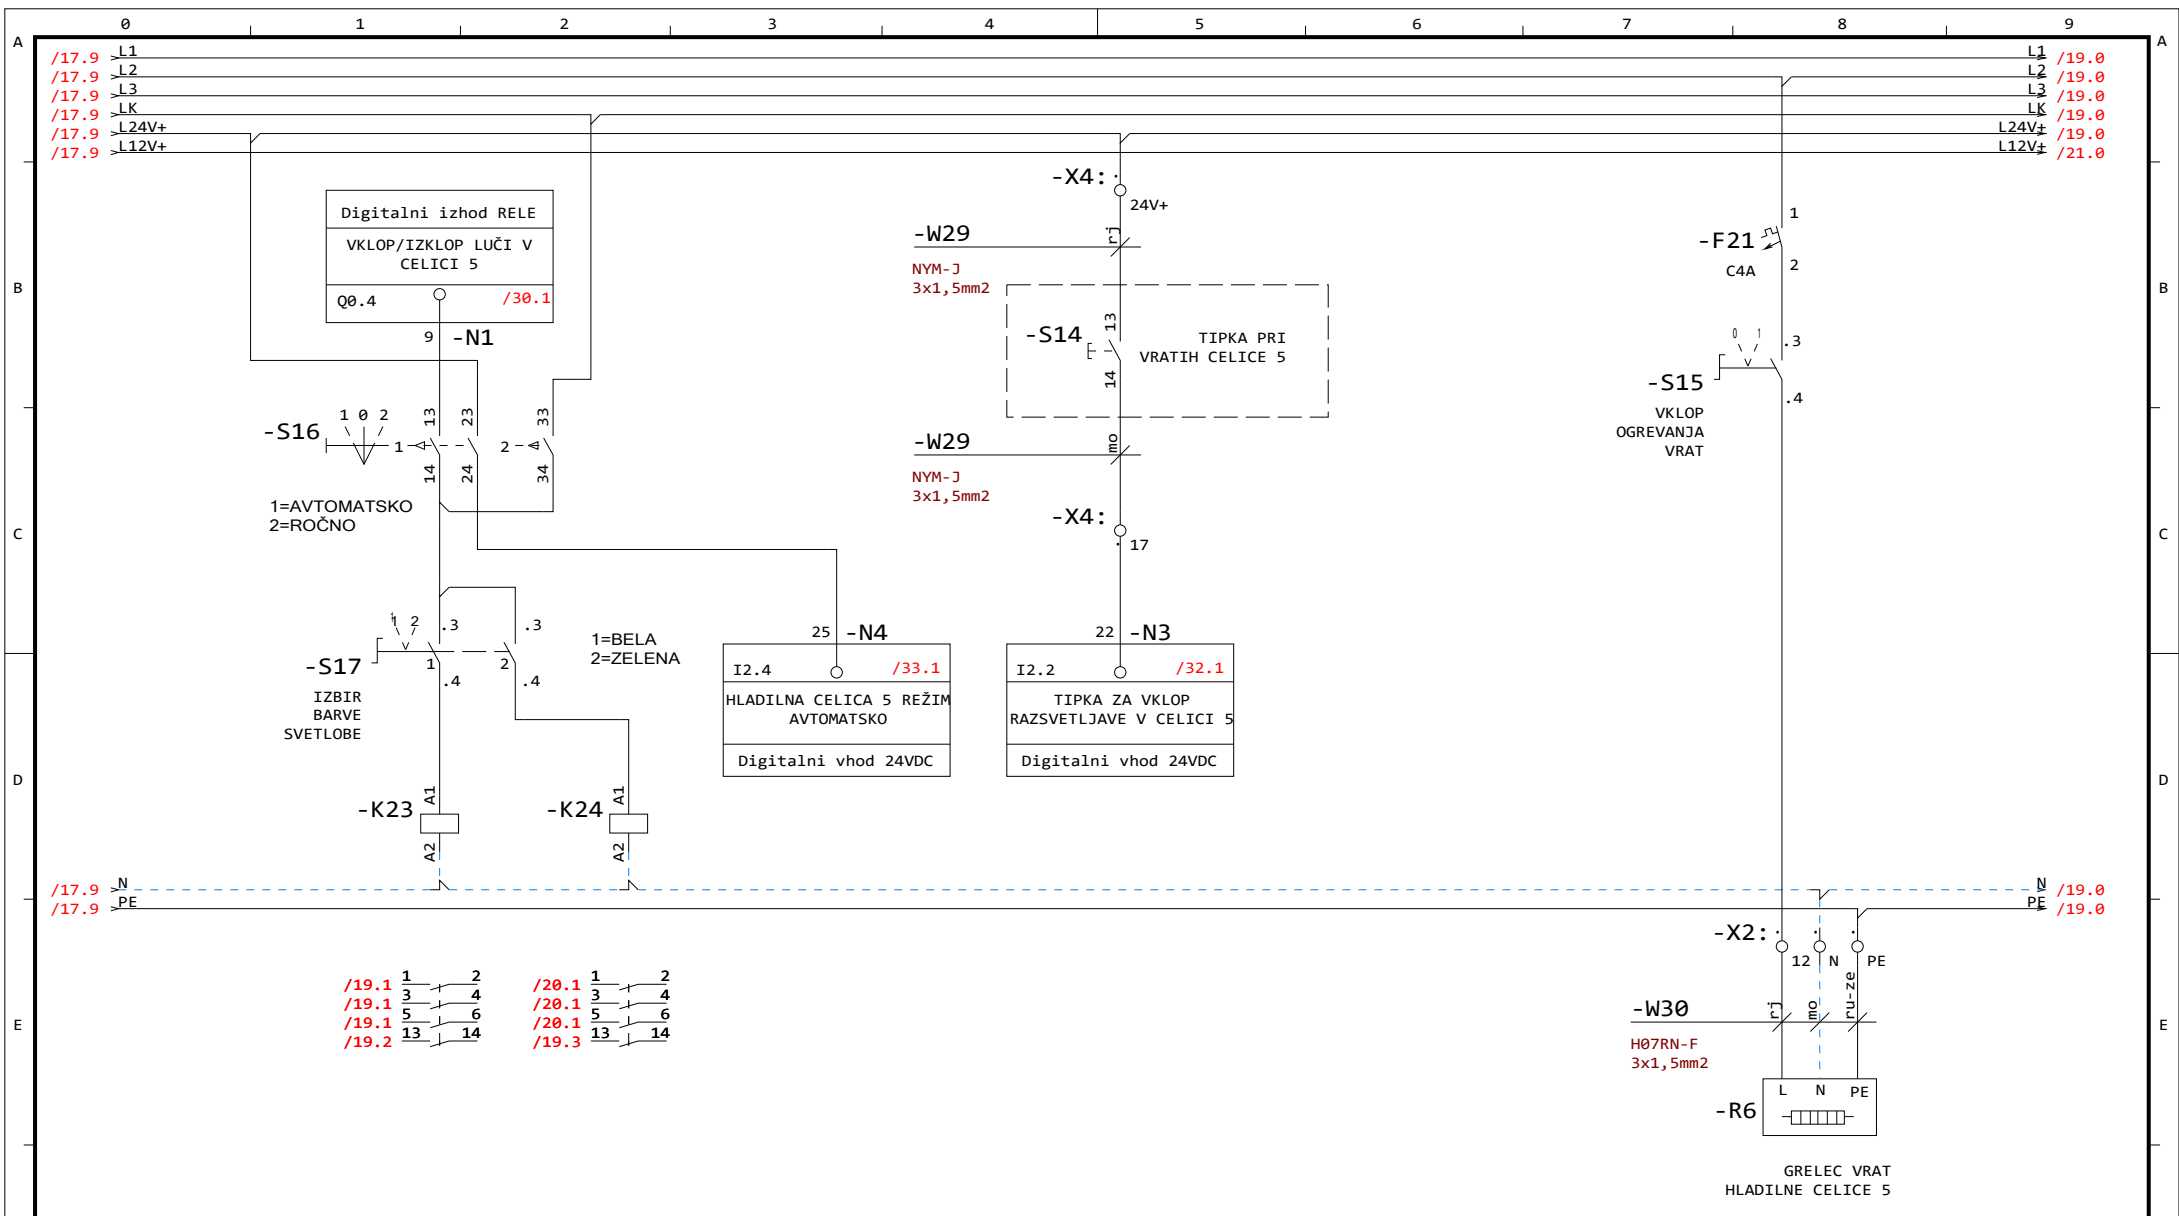 0 1 2 3 4 5 6 7 8 9
A A
/17.9 L1 L1 /19.0
/17.9 L2 L2 /19.0
/17.9 L3 L3 /19.0
/17.9 LK LK /19.0
/17.9 L24V+ L24V+ /19.0
/17.9 L12V+ L12V+ /21.0
Digitalni izhod RELE
VKLOP/IZKLOP LUČI V
CELICI 5
Q0.4 /30.1
9 -N1
-X4:
24V+
-W29
rj
NYM-J
3x1,5mm2
B B
-S14
13
14
TIPKA PRI
VRATIH CELICE 5
-W29
mo
NYM-J
3x1,5mm2
-X4:
17
1
-F21
C4A
2
0 1
.3
-S15
.4
VKLOP
OGREVANJA
VRAT
-S16
1 0 2
1
2
13 23 33
14 24 34
1=AVTOMATSKO
2=ROČNO
C C
-S17
1 2
.3 .3
1 2
.4 .4
IZBIR
BARVE
SVETLOBE
1=BELA
2=ZELENA
25 -N4
I2.4 /33.1
HLADILNA CELICA 5 REŽIM
AVTOMATSKO
Digitalni vhod 24VDC
22 -N3
I2.2 /32.1
TIPKA ZA VKLOP
RAZSVETLJAVE V CELICI 5
Digitalni vhod 24VDC
D D
-K23
A1
A2
-K24
A1
A2
/17.9 N N /19.0
/17.9 PE PE /19.0
-X2:
12 N PE
-W30
rj mo ru-ze
H07RN-F
3x1,5mm2
L N PE
-R6
GRELEC VRAT
HLADILNE CELICE 5
E E
/19.1 1 2
/19.1 3 4
/19.1 5 6
/19.2 13 14
/20.1 1 2
/20.1 3 4
/20.1 5 6
/19.3 13 14